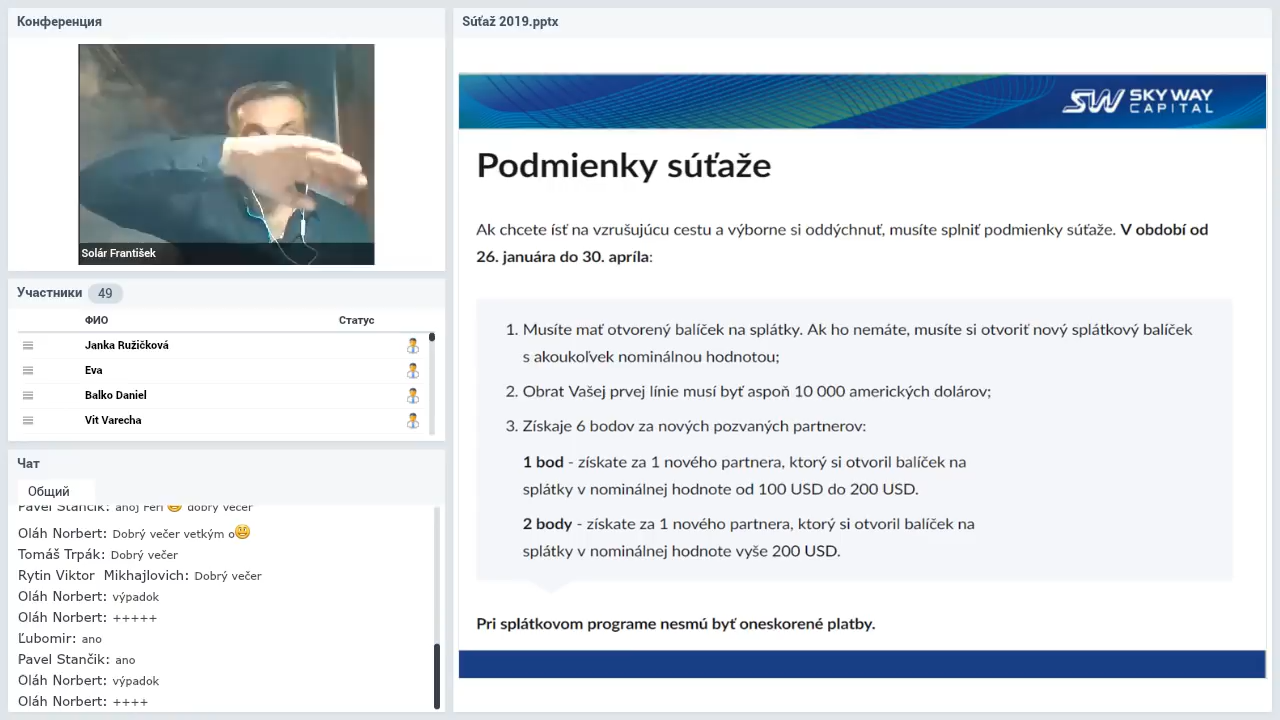 Конференция
Solár František
Участники 49
ФИО Статус
Janka Ružičková
Eva
Balko Daniel
Vit Varecha
Чат
Общий
Pavel Stančik: ahoj Feri dobrý večer
Oláh Norbert: Dobrý večer vetkým o
Tomáš Trpák: Dobrý večer
Rytin Viktor Mikhajlovich: Dobrý večer
Oláh Norbert: výpadok
Oláh Norbert: +++++
Ľubomir: ano
Pavel Stančik: ano
Oláh Norbert: výpadok
Oláh Norbert: ++++
Súťaž 2019.pptx
SW SKY WAY
CAPITAL
Podmienky súťaže
Ak chcete ísť na vzrušujúcu cestu a výborne si oddýchnuť, musíte splniť podmienky súťaže. V období od
26. januára do 30. apríla:
1. Musíte mať otvorený balíček na splátky. Ak ho nemáte, musíte si otvoriť nový splátkový balíček
s akoukoľvek nominálnou hodnotou;
2. Obrat Vašej prvej línie musí byť aspoň 10 000 amerických dolárov;
3. Získaje 6 bodov za nových pozvaných partnerov:
1 bod - získate za 1 nového partnera, ktorý si otvoril balíček na
splátky v nominálnej hodnote od 100 USD do 200 USD.
2 body - získate za 1 nového partnera, ktorý si otvoril balíček na
splátky v nominálnej hodnote vyše 200 USD.
Pri splátkovom programe nesmú byť oneskorené platby.